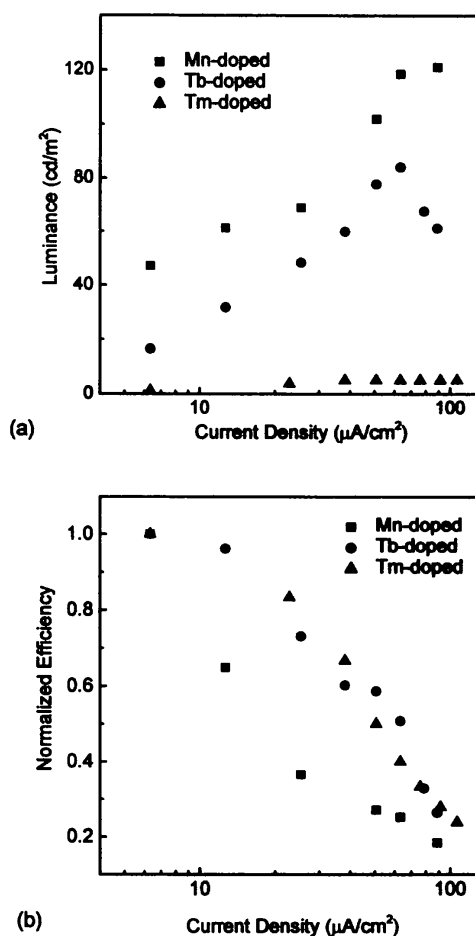 120
80
40
0
Luminance (cd/m²)
Mn-doped
Tb-doped
Tm-doped
10
100
(a)
Current Density (μA/cm²)
1.0
0.8
0.6
0.4
0.2
Normalized Efficiency
Mn-doped
Tb-doped
Tm-doped
10
100
(b)
Current Density (μA/cm²)